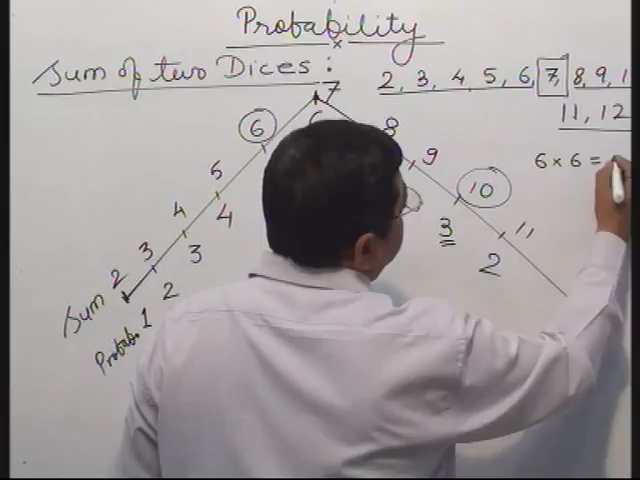 Probability
Sum of two Dices :
2, 3, 4, 5, 6, 7, 8, 9, 1
11, 12
6 × 6 =
7
6 6 8
5 9
4 4 10
3 3 3 11
Sum 2 2 2
Probab. 1